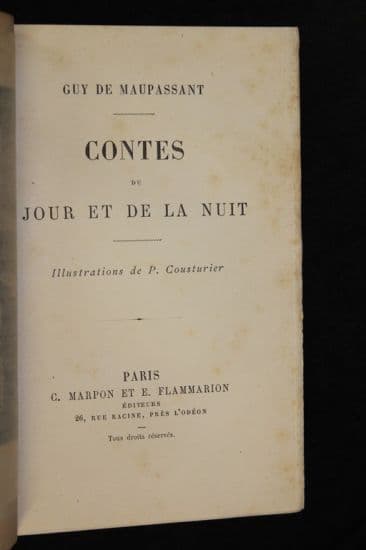 GUY DE MAUPASSANT
CONTES
DU
JOUR ET DE LA NUIT
Illustrations de P. Cousturier
PARIS
C. MARPON ET E. FLAMMARION
ÉDITEURS
26, RUE RACINE, PRÈS L'ODÉON
Tous droits réservés.